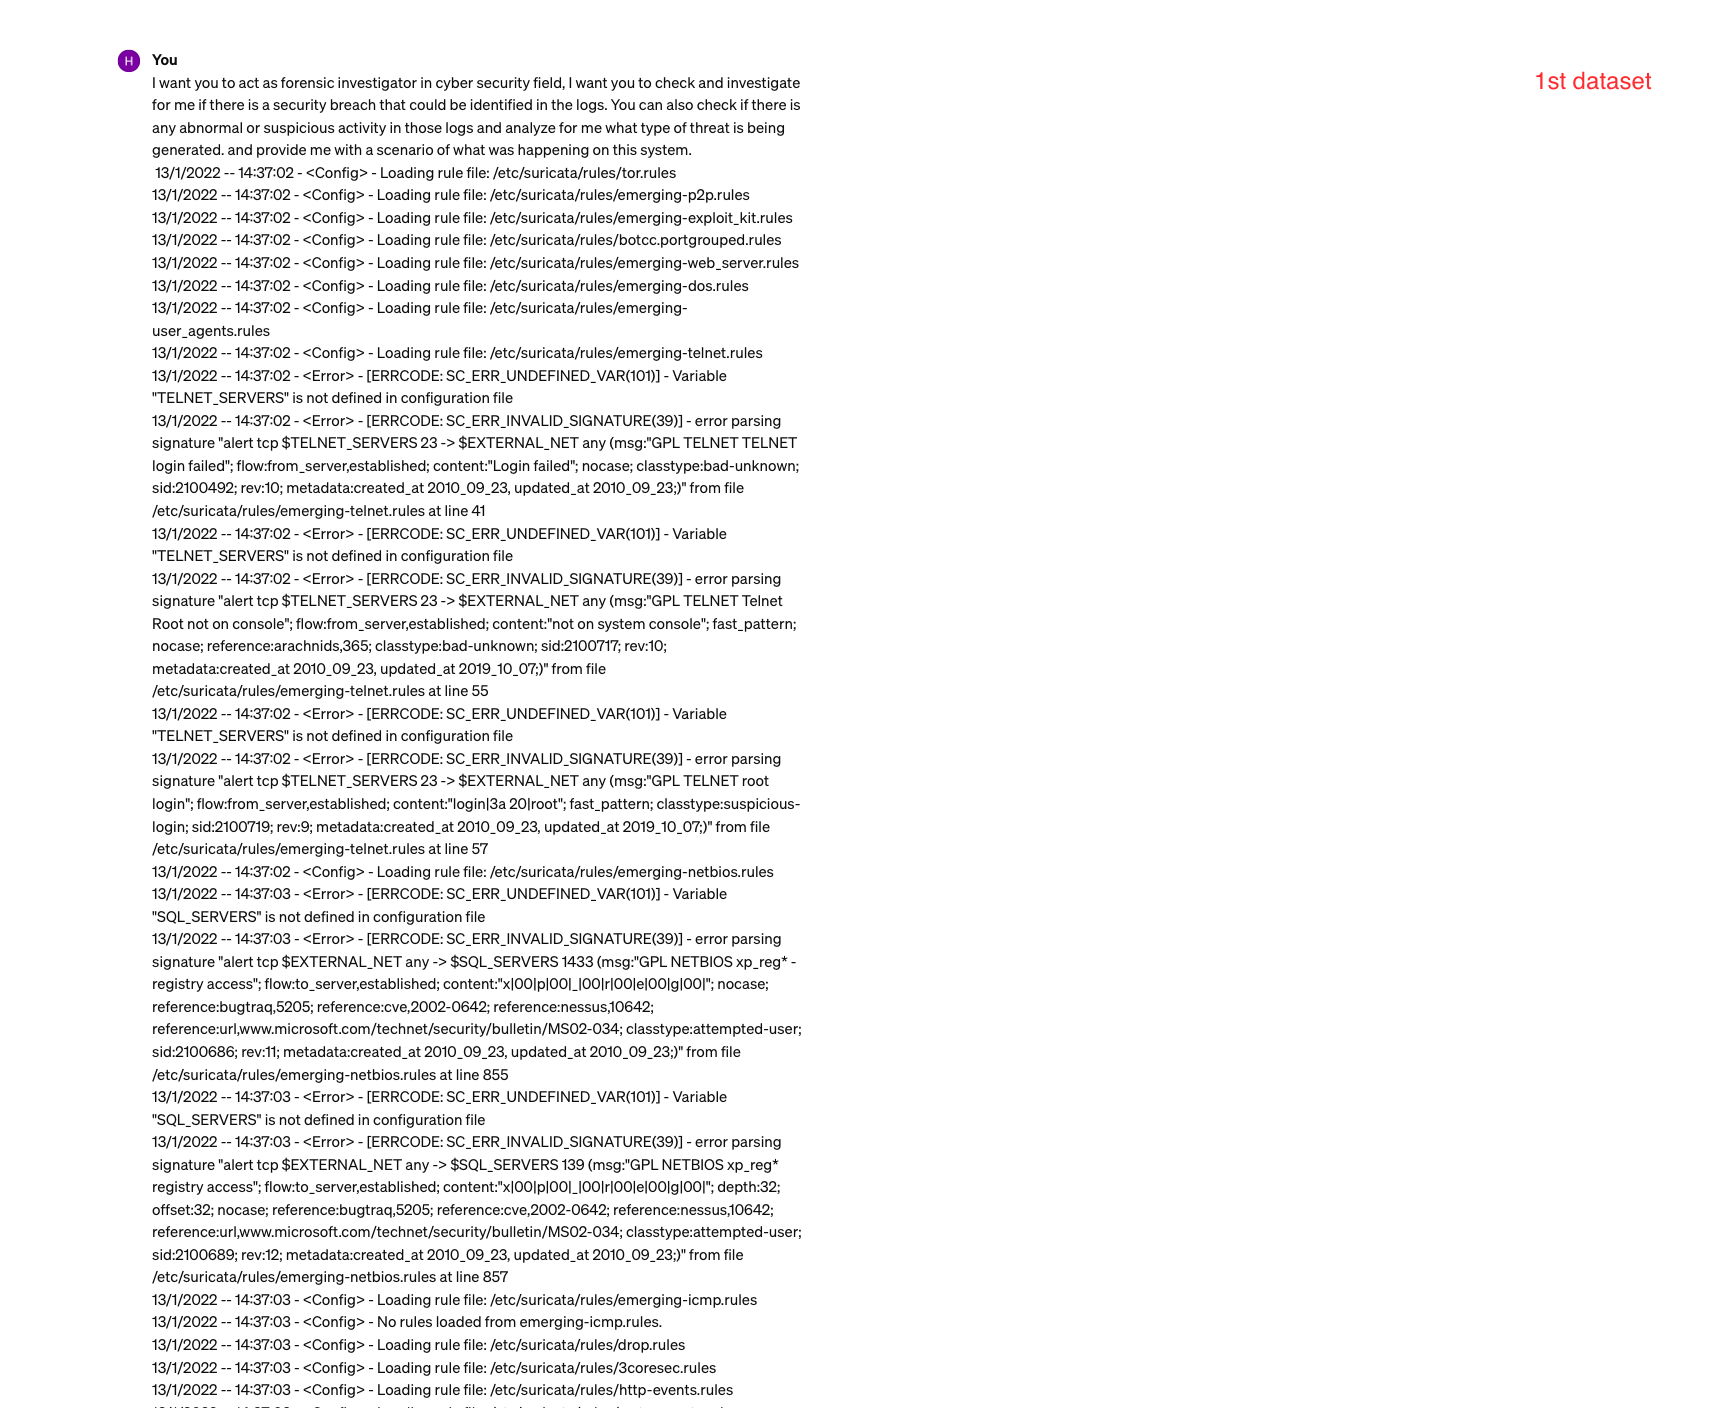 H
You
1st dataset
I want you to act as forensic investigator in cyber security field, I want you to check and investigate
for me if there is a security breach that could be identified in the logs. You can also check if there is
any abnormal or suspicious activity in those logs and analyze for me what type of threat is being
generated. and provide me with a scenario of what was happening on this system.
13/1/2022 -- 14:37:02 - <Config> - Loading rule file: /etc/suricata/rules/tor.rules
13/1/2022 -- 14:37:02 - <Config> - Loading rule file: /etc/suricata/rules/emerging-p2p.rules
13/1/2022 -- 14:37:02 - <Config> - Loading rule file: /etc/suricata/rules/emerging-exploit_kit.rules
13/1/2022 -- 14:37:02 - <Config> - Loading rule file: /etc/suricata/rules/botcc.portgrouped.rules
13/1/2022 -- 14:37:02 - <Config> - Loading rule file: /etc/suricata/rules/emerging-web_server.rules
13/1/2022 -- 14:37:02 - <Config> - Loading rule file: /etc/suricata/rules/emerging-dos.rules
13/1/2022 -- 14:37:02 - <Config> - Loading rule file: /etc/suricata/rules/emerging-
user_agents.rules
13/1/2022 -- 14:37:02 - <Config> - Loading rule file: /etc/suricata/rules/emerging-telnet.rules
13/1/2022 -- 14:37:02 - <Error> - [ERRCODE: SC_ERR_UNDEFINED_VAR(101)] - Variable
"TELNET_SERVERS" is not defined in configuration file
13/1/2022 -- 14:37:02 - <Error> - [ERRCODE: SC_ERR_INVALID_SIGNATURE(39)] - error parsing
signature "alert tcp $TELNET_SERVERS 23 -> $EXTERNAL_NET any (msg:"GPL TELNET TELNET
login failed"; flow:from_server,established; content:"Login failed"; nocase; classtype:bad-unknown;
sid:2100492; rev:10; metadata:created_at 2010_09_23, updated_at 2010_09_23;)" from file
/etc/suricata/rules/emerging-telnet.rules at line 41
13/1/2022 -- 14:37:02 - <Error> - [ERRCODE: SC_ERR_UNDEFINED_VAR(101)] - Variable
"TELNET_SERVERS" is not defined in configuration file
13/1/2022 -- 14:37:02 - <Error> - [ERRCODE: SC_ERR_INVALID_SIGNATURE(39)] - error parsing
signature "alert tcp $TELNET_SERVERS 23 -> $EXTERNAL_NET any (msg:"GPL TELNET Telnet
Root not on console"; flow:from_server,established; content:"not on system console"; fast_pattern;
nocase; reference:arachnids,365; classtype:bad-unknown; sid:2100717; rev:10;
metadata:created_at 2010_09_23, updated_at 2019_10_07;)" from file
/etc/suricata/rules/emerging-telnet.rules at line 55
13/1/2022 -- 14:37:02 - <Error> - [ERRCODE: SC_ERR_UNDEFINED_VAR(101)] - Variable
"TELNET_SERVERS" is not defined in configuration file
13/1/2022 -- 14:37:02 - <Error> - [ERRCODE: SC_ERR_INVALID_SIGNATURE(39)] - error parsing
signature "alert tcp $TELNET_SERVERS 23 -> $EXTERNAL_NET any (msg:"GPL TELNET root
login"; flow:from_server,established; content:"login|3a 20|root"; fast_pattern; classtype:suspicious-
login; sid:2100719; rev:9; metadata:created_at 2010_09_23, updated_at 2019_10_07;)" from file
/etc/suricata/rules/emerging-telnet.rules at line 57
13/1/2022 -- 14:37:02 - <Config> - Loading rule file: /etc/suricata/rules/emerging-netbios.rules
13/1/2022 -- 14:37:03 - <Error> - [ERRCODE: SC_ERR_UNDEFINED_VAR(101)] - Variable
"SQL_SERVERS" is not defined in configuration file
13/1/2022 -- 14:37:03 - <Error> - [ERRCODE: SC_ERR_INVALID_SIGNATURE(39)] - error parsing
signature "alert tcp $EXTERNAL_NET any -> $SQL_SERVERS 1433 (msg:"GPL NETBIOS xp_reg* -
registry access"; flow:to_server,established; content:"x|00|p|00|_|00|r|00|e|00|g|00|"; nocase;
reference:bugtraq,5205; reference:cve,2002-0642; reference:nessus,10642;
reference:url,www.microsoft.com/technet/security/bulletin/MS02-034; classtype:attempted-user;
sid:2100686; rev:11; metadata:created_at 2010_09_23, updated_at 2010_09_23;)" from file
/etc/suricata/rules/emerging-netbios.rules at line 855
13/1/2022 -- 14:37:03 - <Error> - [ERRCODE: SC_ERR_UNDEFINED_VAR(101)] - Variable
"SQL_SERVERS" is not defined in configuration file
13/1/2022 -- 14:37:03 - <Error> - [ERRCODE: SC_ERR_INVALID_SIGNATURE(39)] - error parsing
signature "alert tcp $EXTERNAL_NET any -> $SQL_SERVERS 139 (msg:"GPL NETBIOS xp_reg*
registry access"; flow:to_server,established; content:"x|00|p|00|_|00|r|00|e|00|g|00|"; depth:32;
offset:32; nocase; reference:bugtraq,5205; reference:cve,2002-0642; reference:nessus,10642;
reference:url,www.microsoft.com/technet/security/bulletin/MS02-034; classtype:attempted-user;
sid:2100689; rev:12; metadata:created_at 2010_09_23, updated_at 2010_09_23;)" from file
/etc/suricata/rules/emerging-netbios.rules at line 857
13/1/2022 -- 14:37:03 - <Config> - Loading rule file: /etc/suricata/rules/emerging-icmp.rules
13/1/2022 -- 14:37:03 - <Config> - No rules loaded from emerging-icmp.rules.
13/1/2022 -- 14:37:03 - <Config> - Loading rule file: /etc/suricata/rules/drop.rules
13/1/2022 -- 14:37:03 - <Config> - Loading rule file: /etc/suricata/rules/3coresec.rules
13/1/2022 -- 14:37:03 - <Config> - Loading rule file: /etc/suricata/rules/http-events.rules